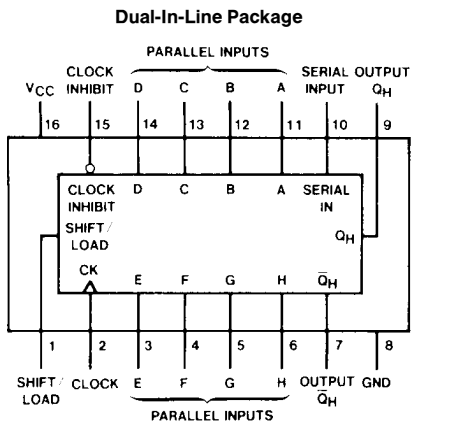 Dual-In-Line Package
PARALLEL INPUTS
CLOCK SERIAL OUTPUT
VCC INHIBIT D C B A INPUT QH
16 15 14 13 12 11 10 9
CLOCK D C B A SERIAL
INHIBIT IN
SHIFT/
LOAD QH
CK
E F G H Q̅H
1 2 3 4 5 6 7 8
SHIFT/ CLOCK E F G H OUTPUT GND
LOAD Q̅H
PARALLEL INPUTS